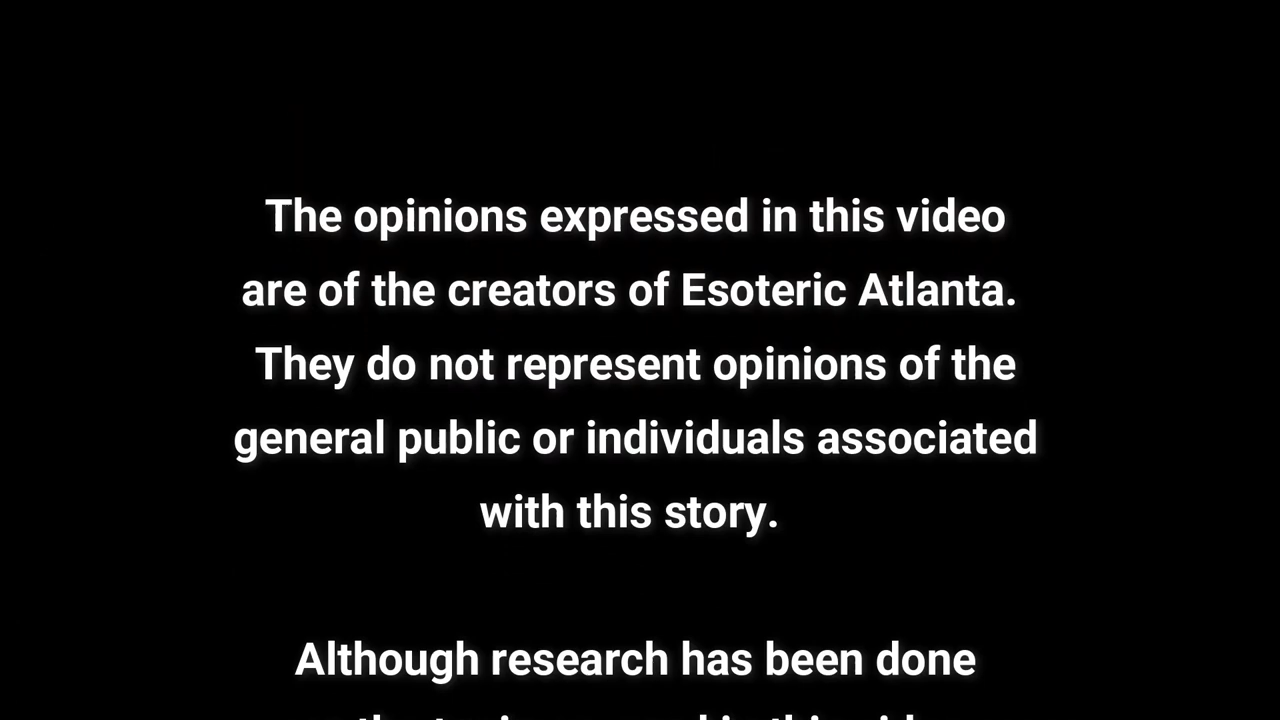 The opinions expressed in this video
are of the creators of Esoteric Atlanta.
They do not represent opinions of the
general public or individuals associated
with this story.
Although research has been done